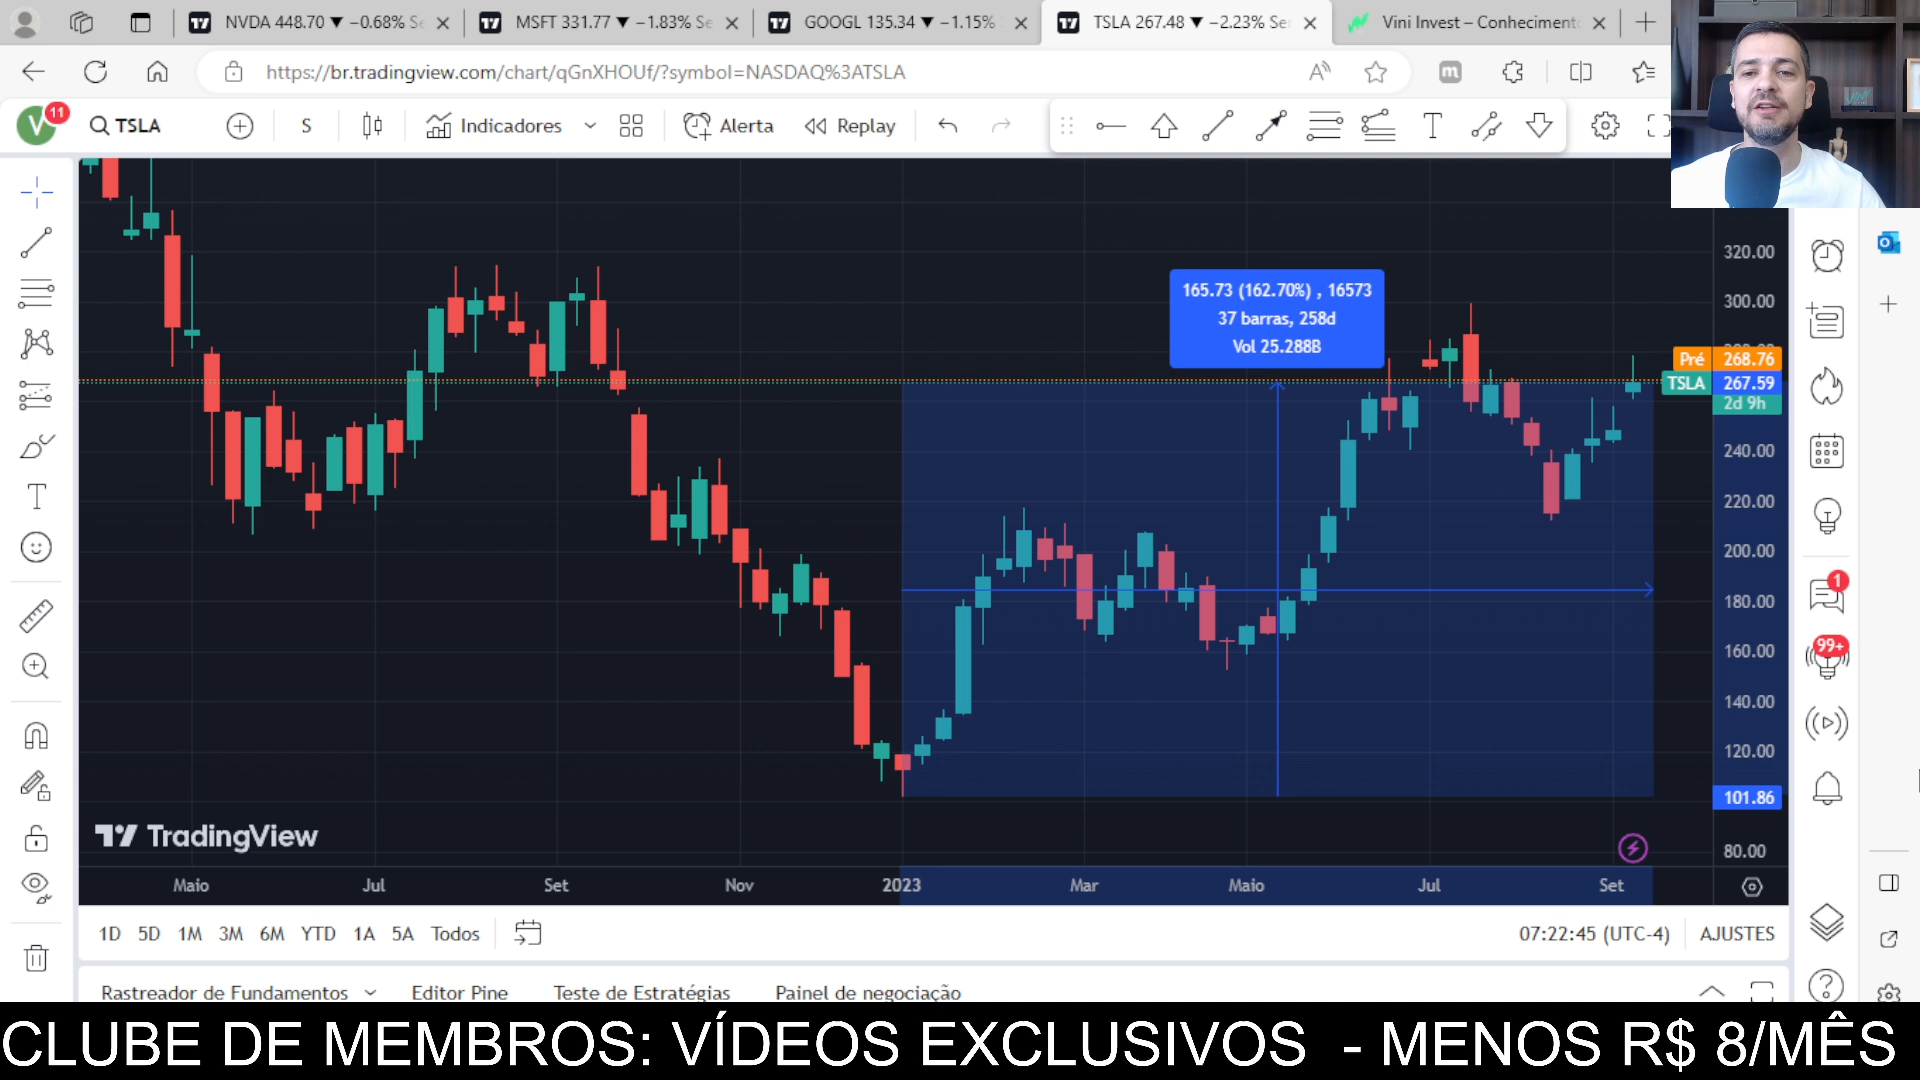 NVDA 448.70 ▼ −0.68% Se
MSFT 331.77 ▼ −1.83% Se
GOOGL 135.34 ▼ −1.15%
TSLA 267.48 ▼ −2.23% Se
Vini Invest – Conheciment
https://br.tradingview.com/chart/qGnXHOUf/?symbol=NASDAQ%3ATSLA
V 11
TSLA
S
Indicadores
Alerta
Replay
165.73 (162.70%) , 16573
37 barras, 258d
Vol 25.288B
320.00
300.00
Pré 268.76
TSLA 267.59
2d 9h
240.00
220.00
200.00
180.00
160.00
140.00
120.00
101.86
80.00
1
99+
TradingView
Maio
Jul
Set
Nov
2023
Mar
Maio
Jul
Set
1D 5D 1M 3M 6M YTD 1A 5A Todos
07:22:45 (UTC-4)
AJUSTES
Rastreador de Fundamentos
Editor Pine
Teste de Estratégias
Painel de negociação
CLUBE DE MEMBROS: VÍDEOS EXCLUSIVOS - MENOS R$ 8/MÊS